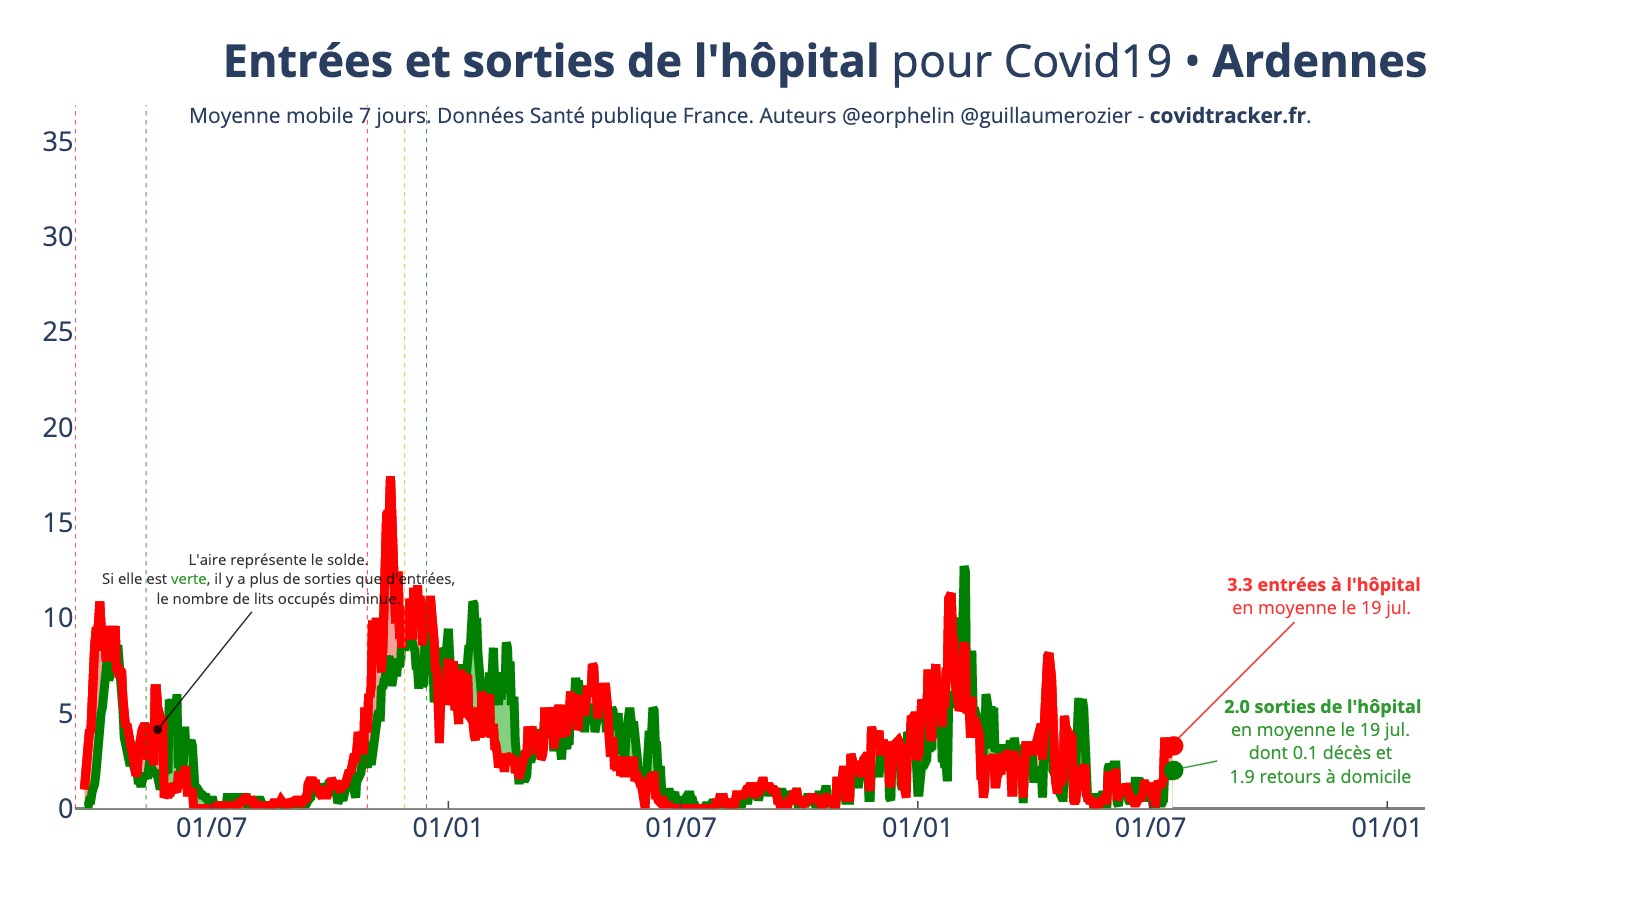 Entrées et sorties de l'hôpital pour Covid19 • Ardennes
Moyenne mobile 7 jours. Données Santé publique France. Auteurs @eorphelin @guillaumerozier - covidtracker.fr.
35
30
25
20
15
10
5
0
L'aire représente le solde.
Si elle est verte, il y a plus de sorties que d'entrées,
le nombre de lits occupés diminue.
3.3 entrées à l'hôpital
en moyenne le 19 jul.
2.0 sorties de l'hôpital
en moyenne le 19 jul.
dont 0.1 décès et
1.9 retours à domicile
01/07 01/01 01/07 01/01 01/07 01/01